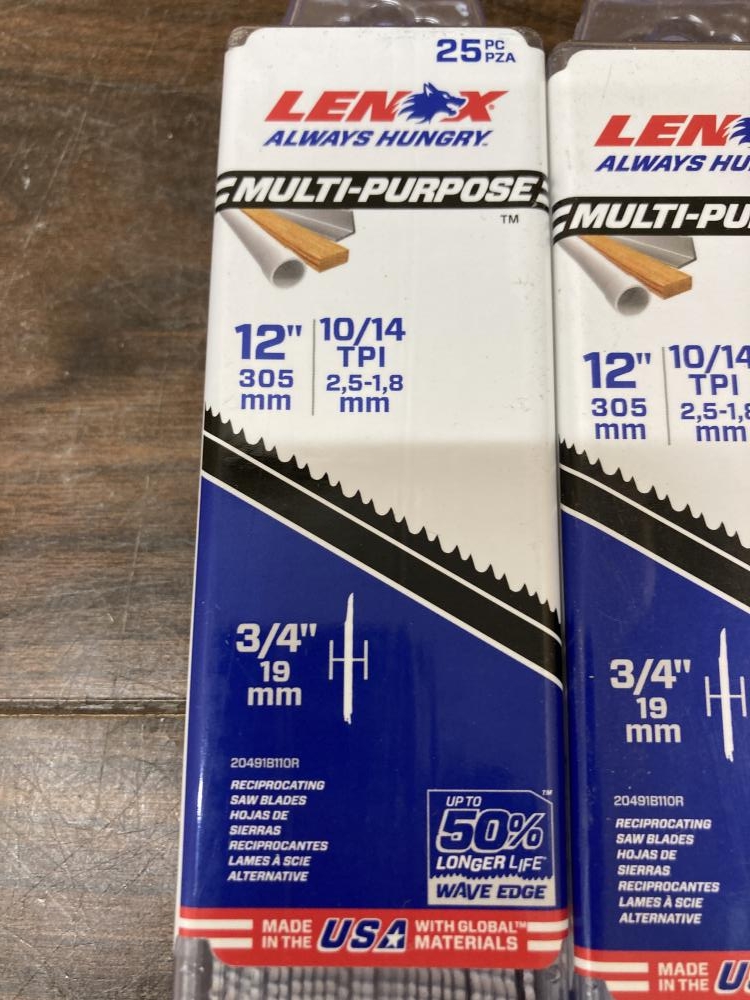 25 PC
PZA
LENOX®
ALWAYS HUNGRY.
MULTI-PURPOSE
™
12"
305
mm
10/14
TPI
2,5-1,8
mm
3/4"
19
mm
20491B110R
RECIPROCATING
SAW BLADES
HOJAS DE
SIERRAS
RECIPROCANTES
LAMES À SCIE
ALTERNATIVE
UP TO
50%
LONGER LIFE™
WAVE EDGE™
MADE
IN THE
USA
WITH GLOBAL™
MATERIALS
LEN
ALWAYS HU
MULTI-PU
12"
305
mm
10/14
TPI
2,5-1,8
mm
3/4"
19
mm
20491B110R
RECIPROCATING
SAW BLADES
HOJAS DE
SIERRAS
RECIPROCANTES
LAMES À SCIE
ALTERNATIVE
MADE
IN THE
U